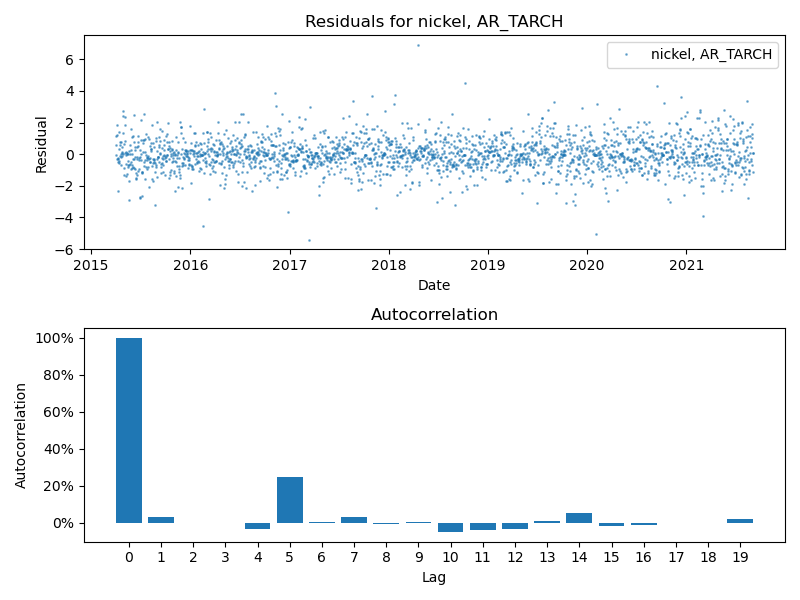 Residuals for nickel, AR_TARCH
nickel, AR_TARCH
Residual
6
4
2
0
−2
−4
−6
2015 2016 2017 2018 2019 2020 2021
Date
Autocorrelation
Autocorrelation
100%
80%
60%
40%
20%
0%
0 1 2 3 4 5 6 7 8 9 10 11 12 13 14 15 16 17 18 19
Lag